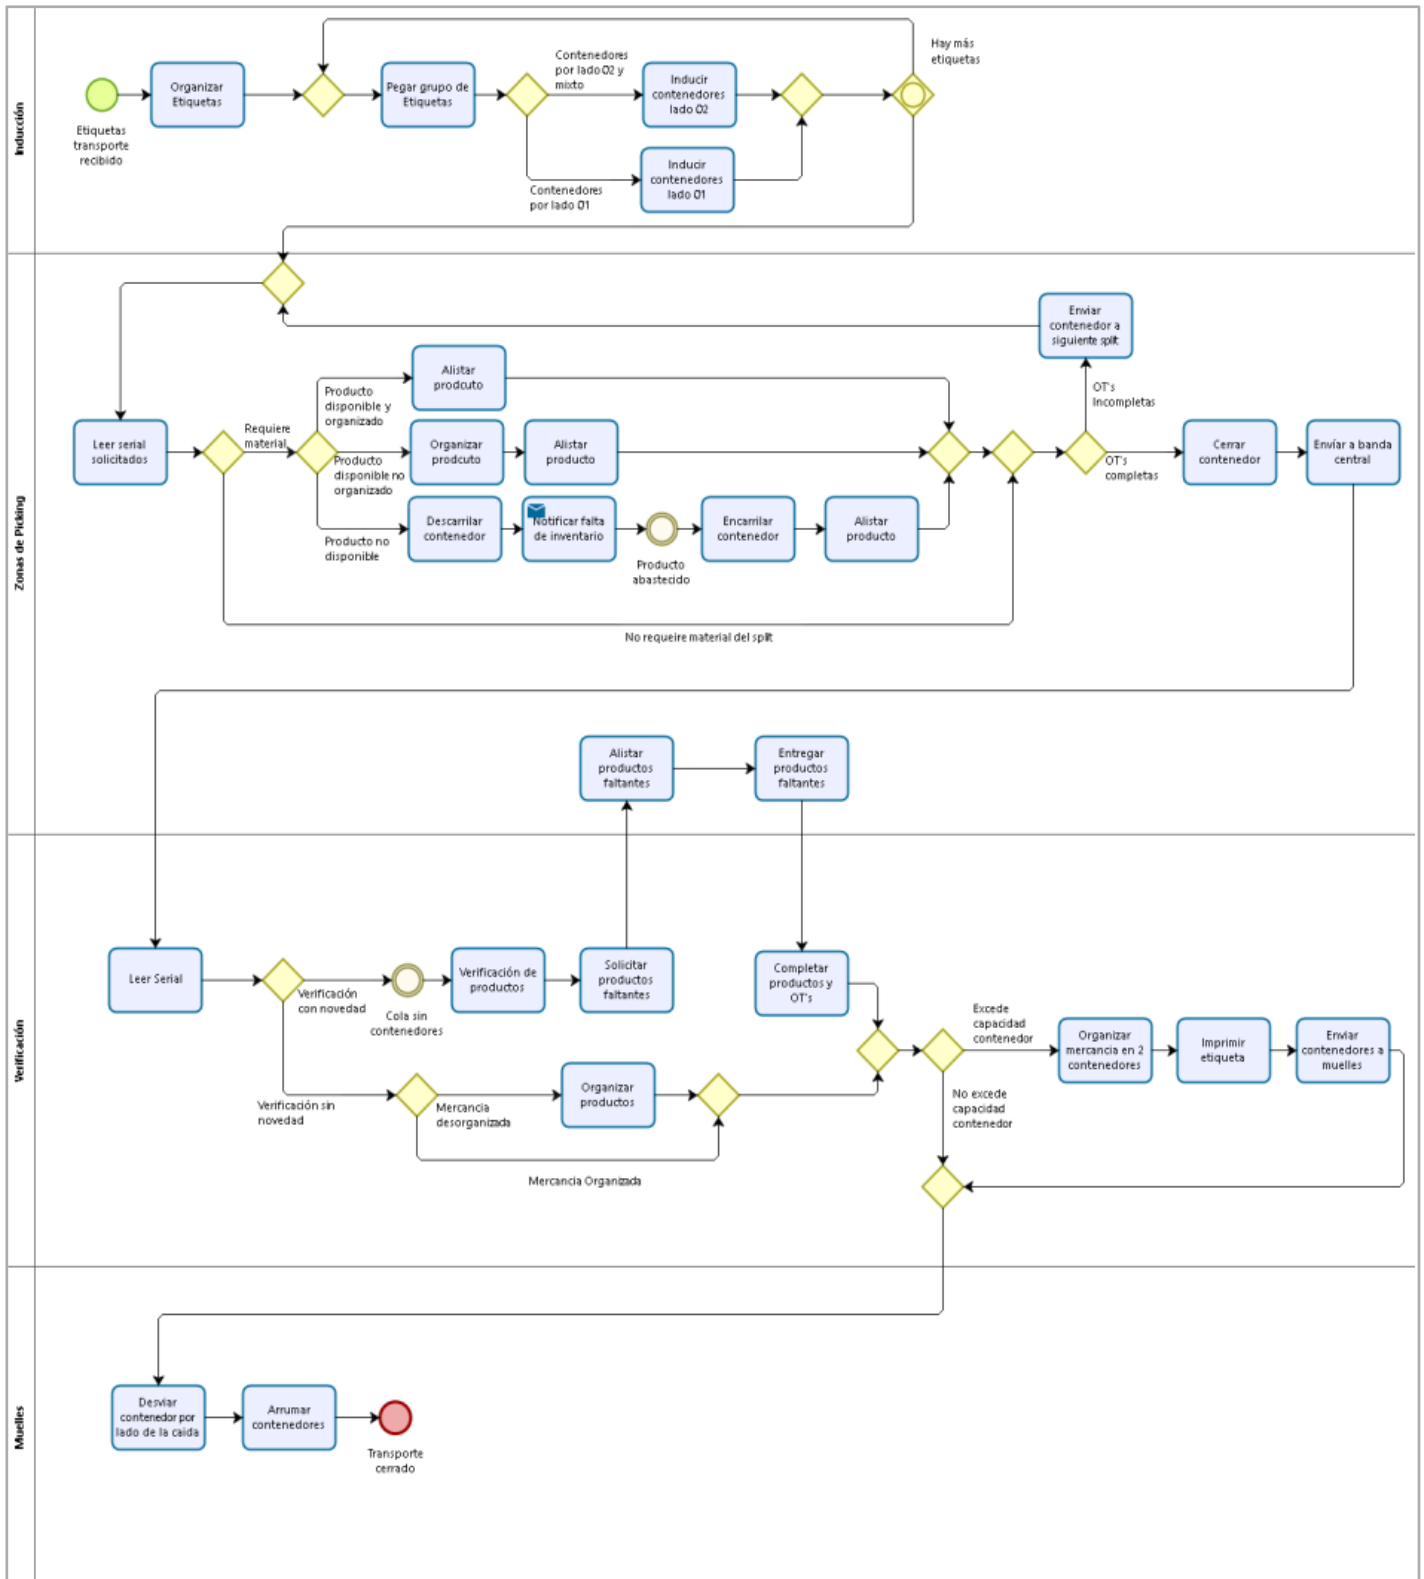 Inducción
Etiquetas
transporte
recibido
Organizar
Etiquetas
Pegar grupo de
Etiquetas
Contenedores
por lado 02 y
mixto
Contenedores
por lado 01
Inducir
contenedores
lado 02
Inducir
contenedores
lado 01
Hay más
etiquetas
Zonas de Picking
Leer serial
solicitados
Requiere
material
Producto
disponible y
organizado
Producto
disponible no
organizado
Producto no
disponible
Alistar
prodcuto
Organizar
prodcuto
Alistar
producto
Descarrilar
contenedor
Notificar falta
de inventario
Producto
abastecido
Encarrilar
contenedor
Alistar
producto
No requeire material del split
Enviar
contenedor a
siguiente split
OT's
Incompletas
OT's
completas
Cerrar
contenedor
Envíar a banda
central
Alistar
productos
faltantes
Entregar
productos
faltantes
Verificación
Leer Serial
Verificación
con novedad
Verificación sin
novedad
Cola sin
contenedores
Verificación de
productos
Solicitar
productos
faltantes
Completar
productos y
OT's
Mercancia
desorganizada
Organizar
productos
Mercancia Organizada
Excede
capacidad
contenedor
No excede
capacidad
contenedor
Organizar
mercancia en 2
contenedores
Imprimir
etiqueta
Enviar
contenedores a
muelles
Muelles
Desviar
contenedor por
lado de la caida
Arrumar
contenedores
Transporte
cerrado